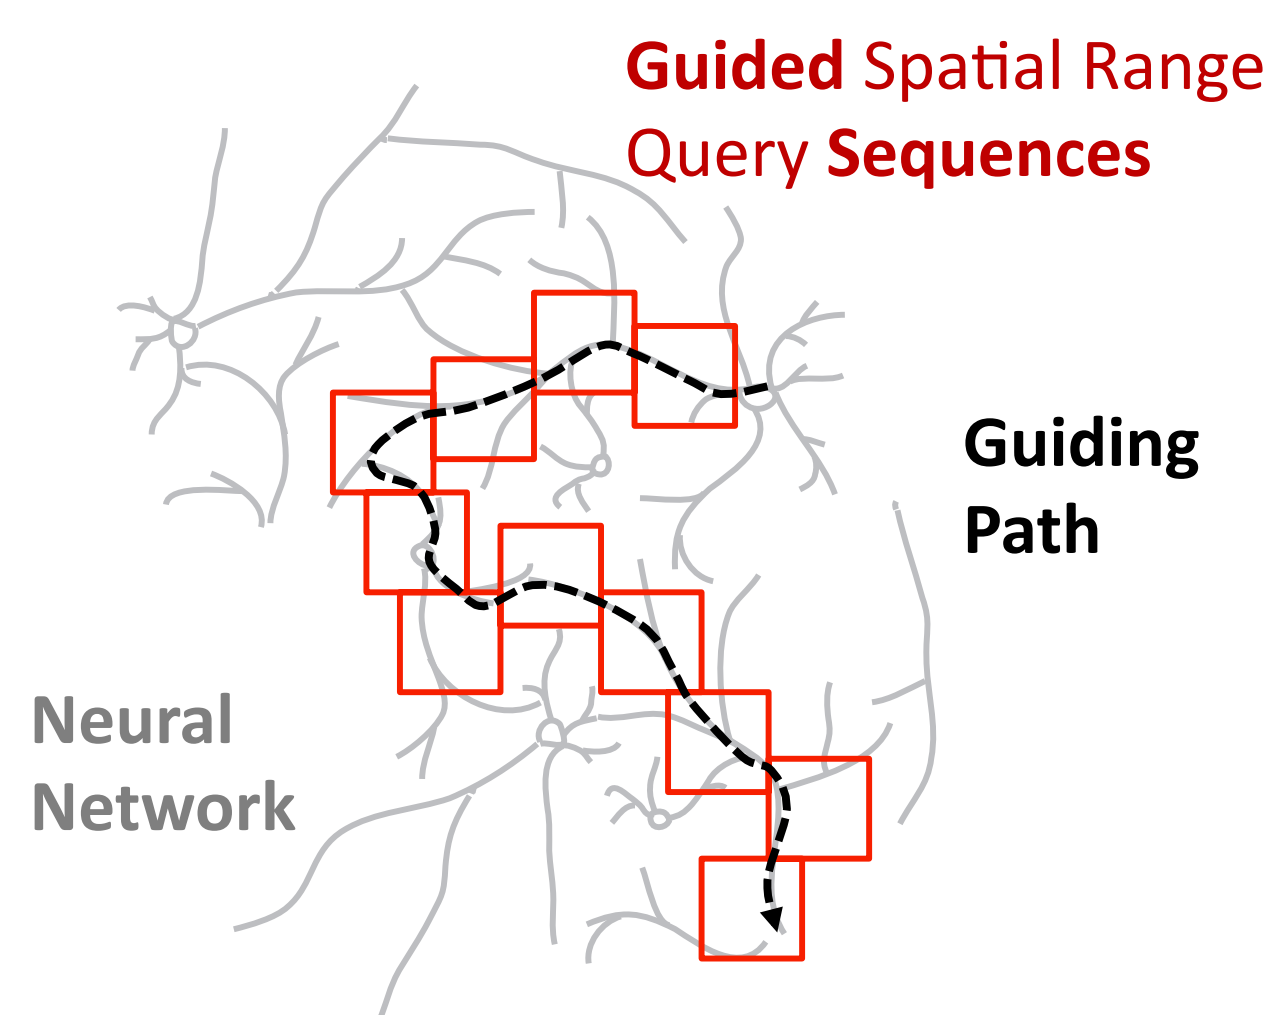 Guided Spatial Range
Query Sequences
Guiding
Path
Neural
Network